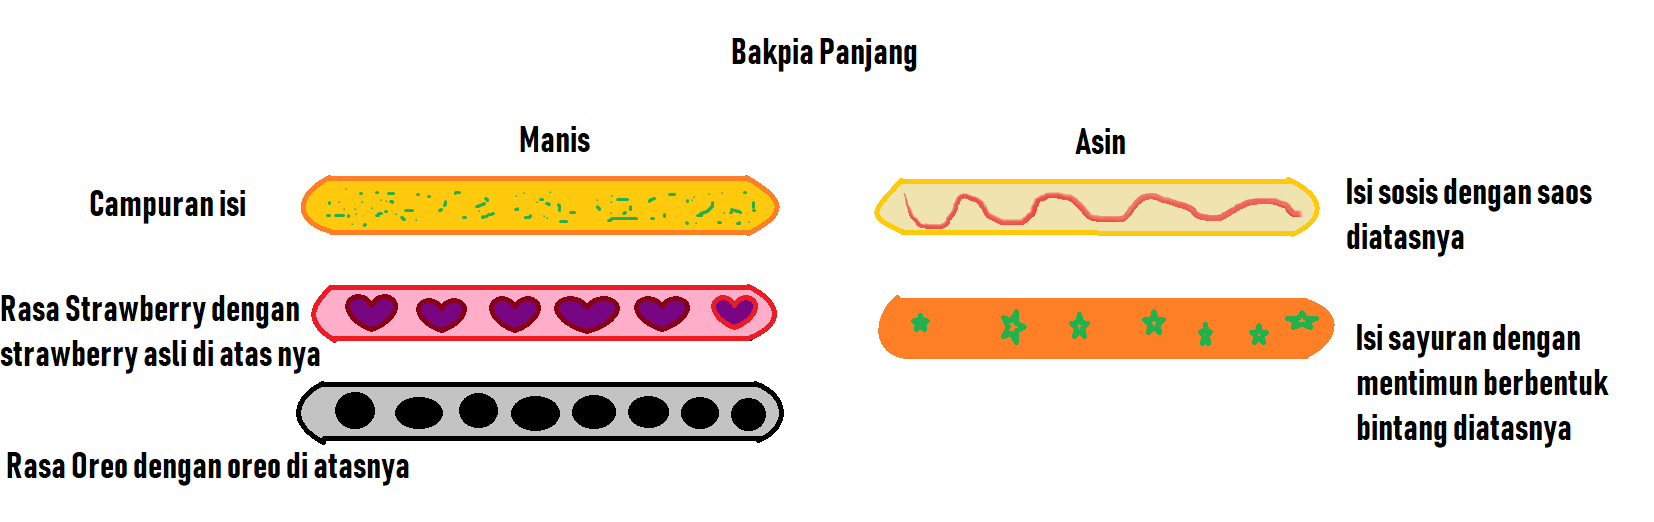 Bakpia Panjang
Manis
Asin
Campuran isi
Isi sosis dengan saos
diatasnya
Rasa Strawberry dengan
strawberry asli di atas nya
Isi sayuran dengan
mentimun berbentuk
bintang diatasnya
Rasa Oreo dengan oreo di atasnya